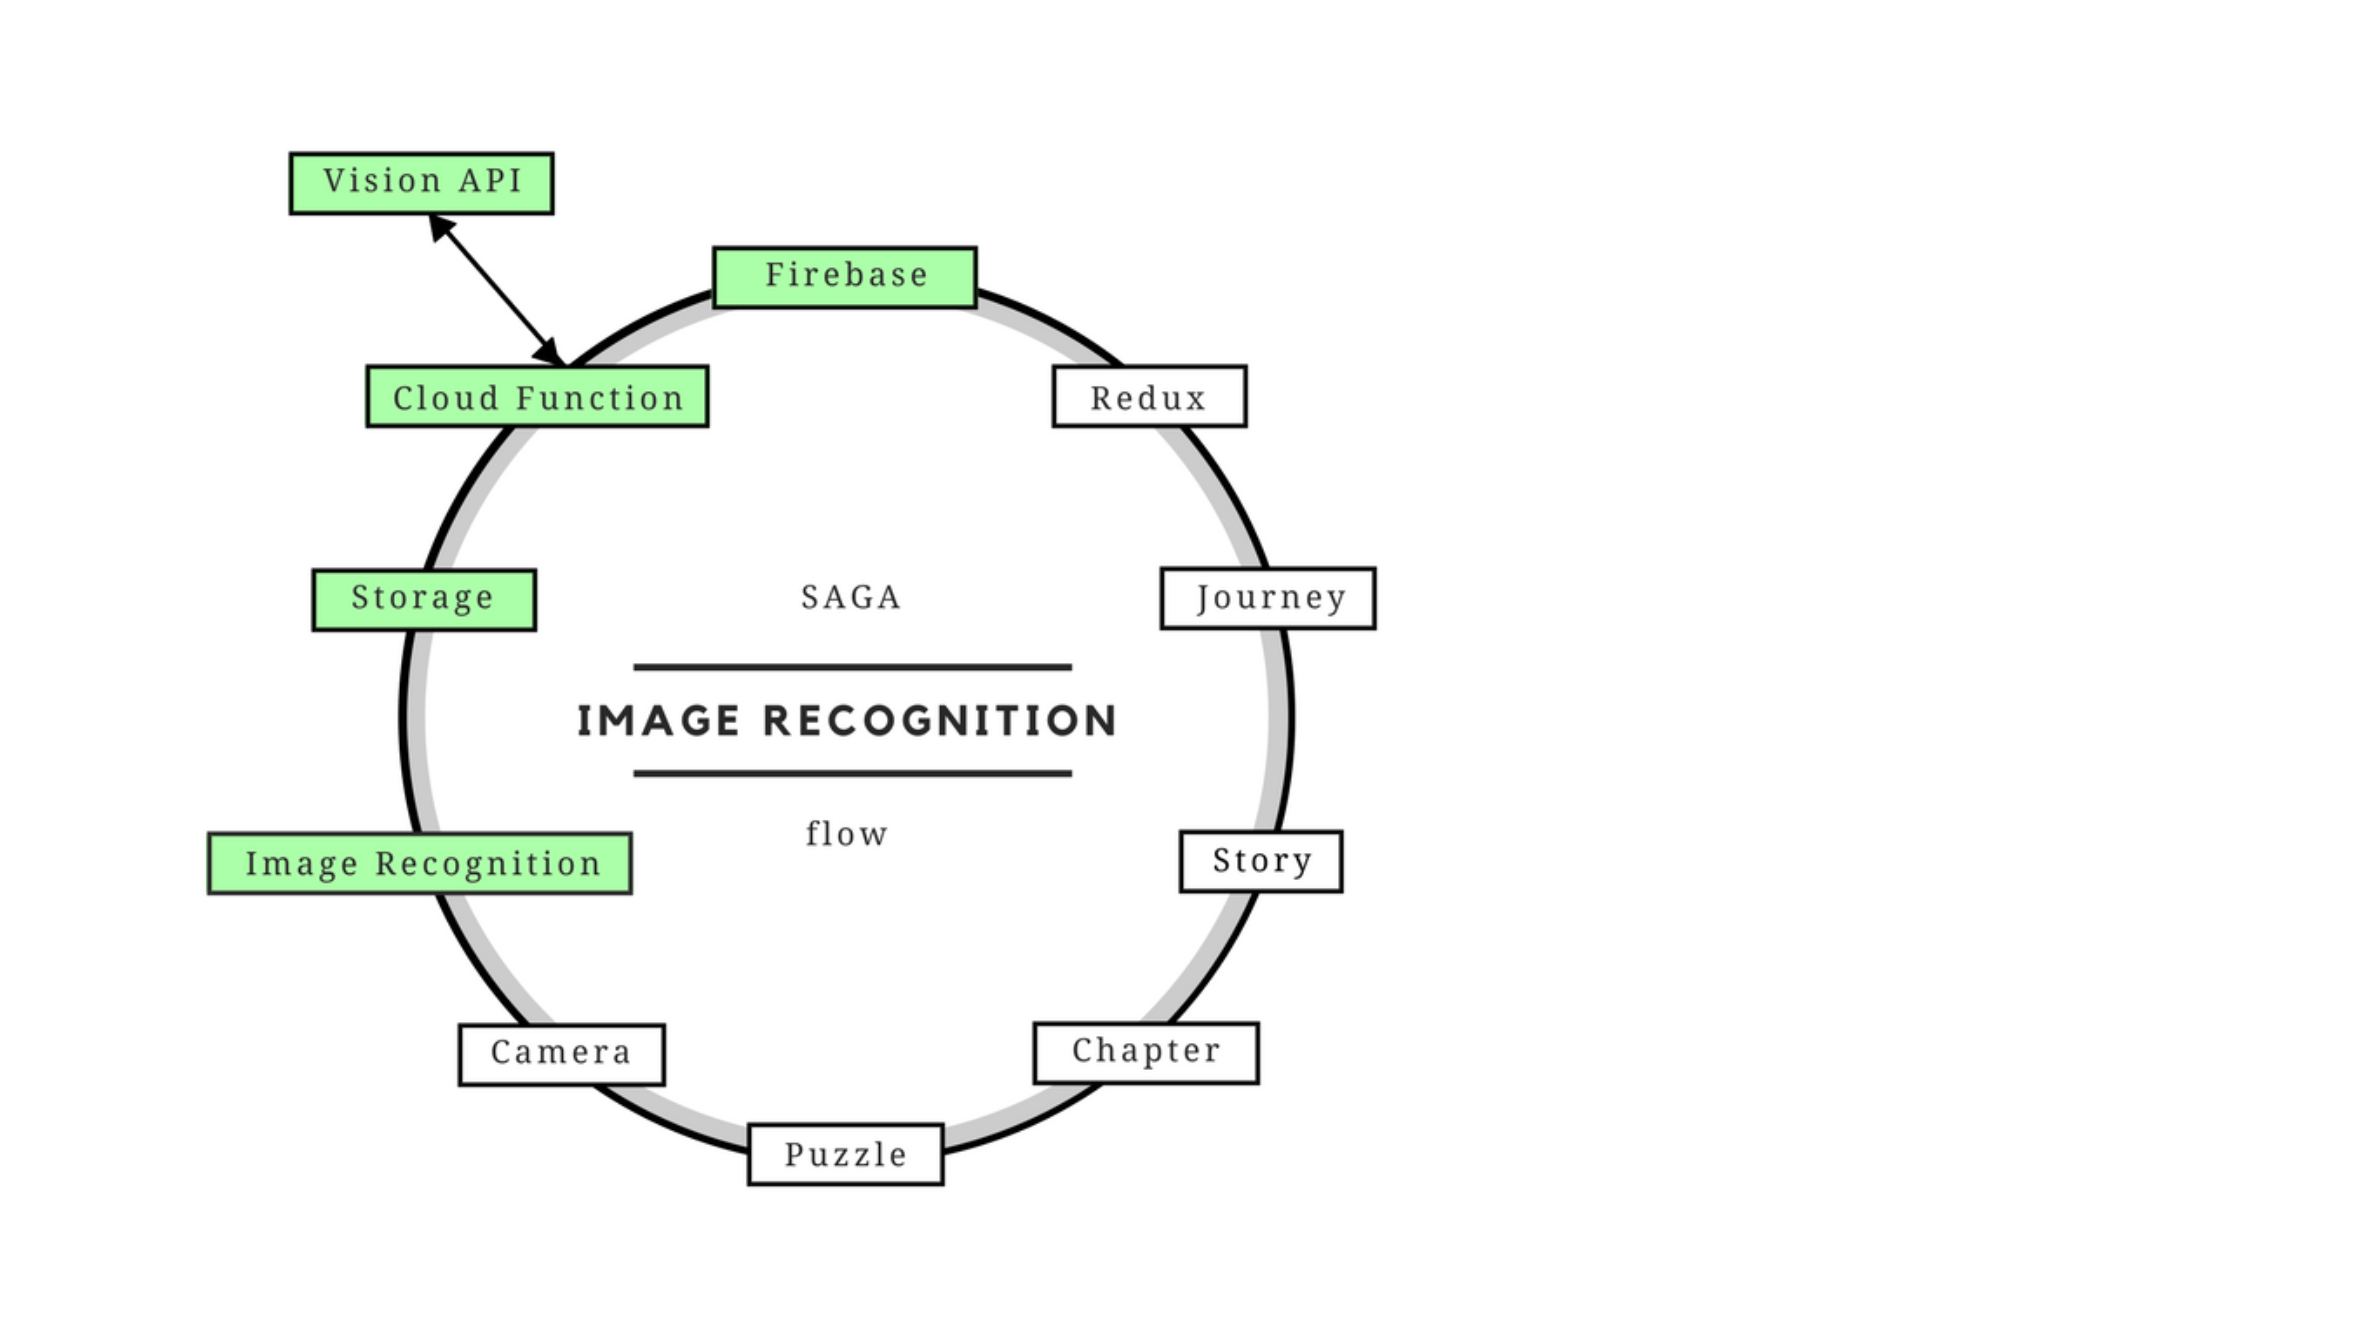 Vision API
Firebase
Cloud Function
Redux
Storage
SAGA
Journey
IMAGE RECOGNITION
flow
Image Recognition
Story
Camera
Chapter
Puzzle